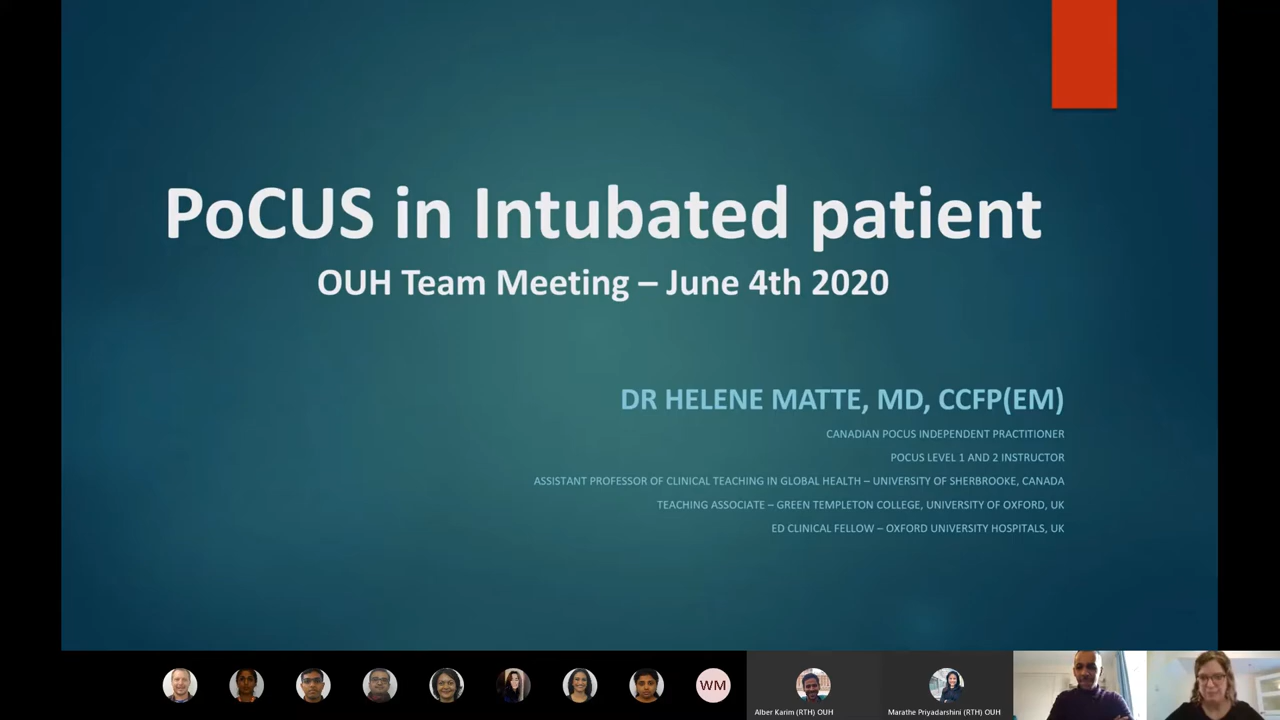 PoCUS in Intubated patient
OUH Team Meeting – June 4th 2020
DR HELENE MATTE, MD, CCFP(EM)
CANADIAN POCUS INDEPENDENT PRACTITIONER
POCUS LEVEL 1 AND 2 INSTRUCTOR
ASSISTANT PROFESSOR OF CLINICAL TEACHING IN GLOBAL HEALTH – UNIVERSITY OF SHERBROOKE, CANADA
TEACHING ASSOCIATE – GREEN TEMPLETON COLLEGE, UNIVERSITY OF OXFORD, UK
ED CLINICAL FELLOW – OXFORD UNIVERSITY HOSPITALS, UK
WM
Alber Karim (RTH) OUH
Marathe Priyadarshini (RTH) OUH